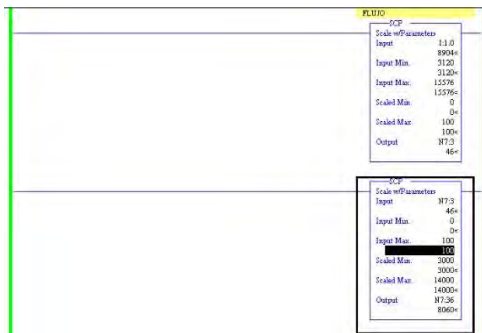 FLUJO
SCP
Scale w/Parameters
Input I:1.0
8904<
Input Min. 3120
3120<
Input Max. 15576
15576<
Scaled Min. 0
0<
Scaled Max. 100
100<
Output N7:3
46<
SCP
Scale w/Parameters
Input N7:3
46<
Input Min. 0
0<
Input Max. 100
100
Scaled Min. 3000
3000<
Scaled Max. 14000
14000<
Output N7:36
8060<